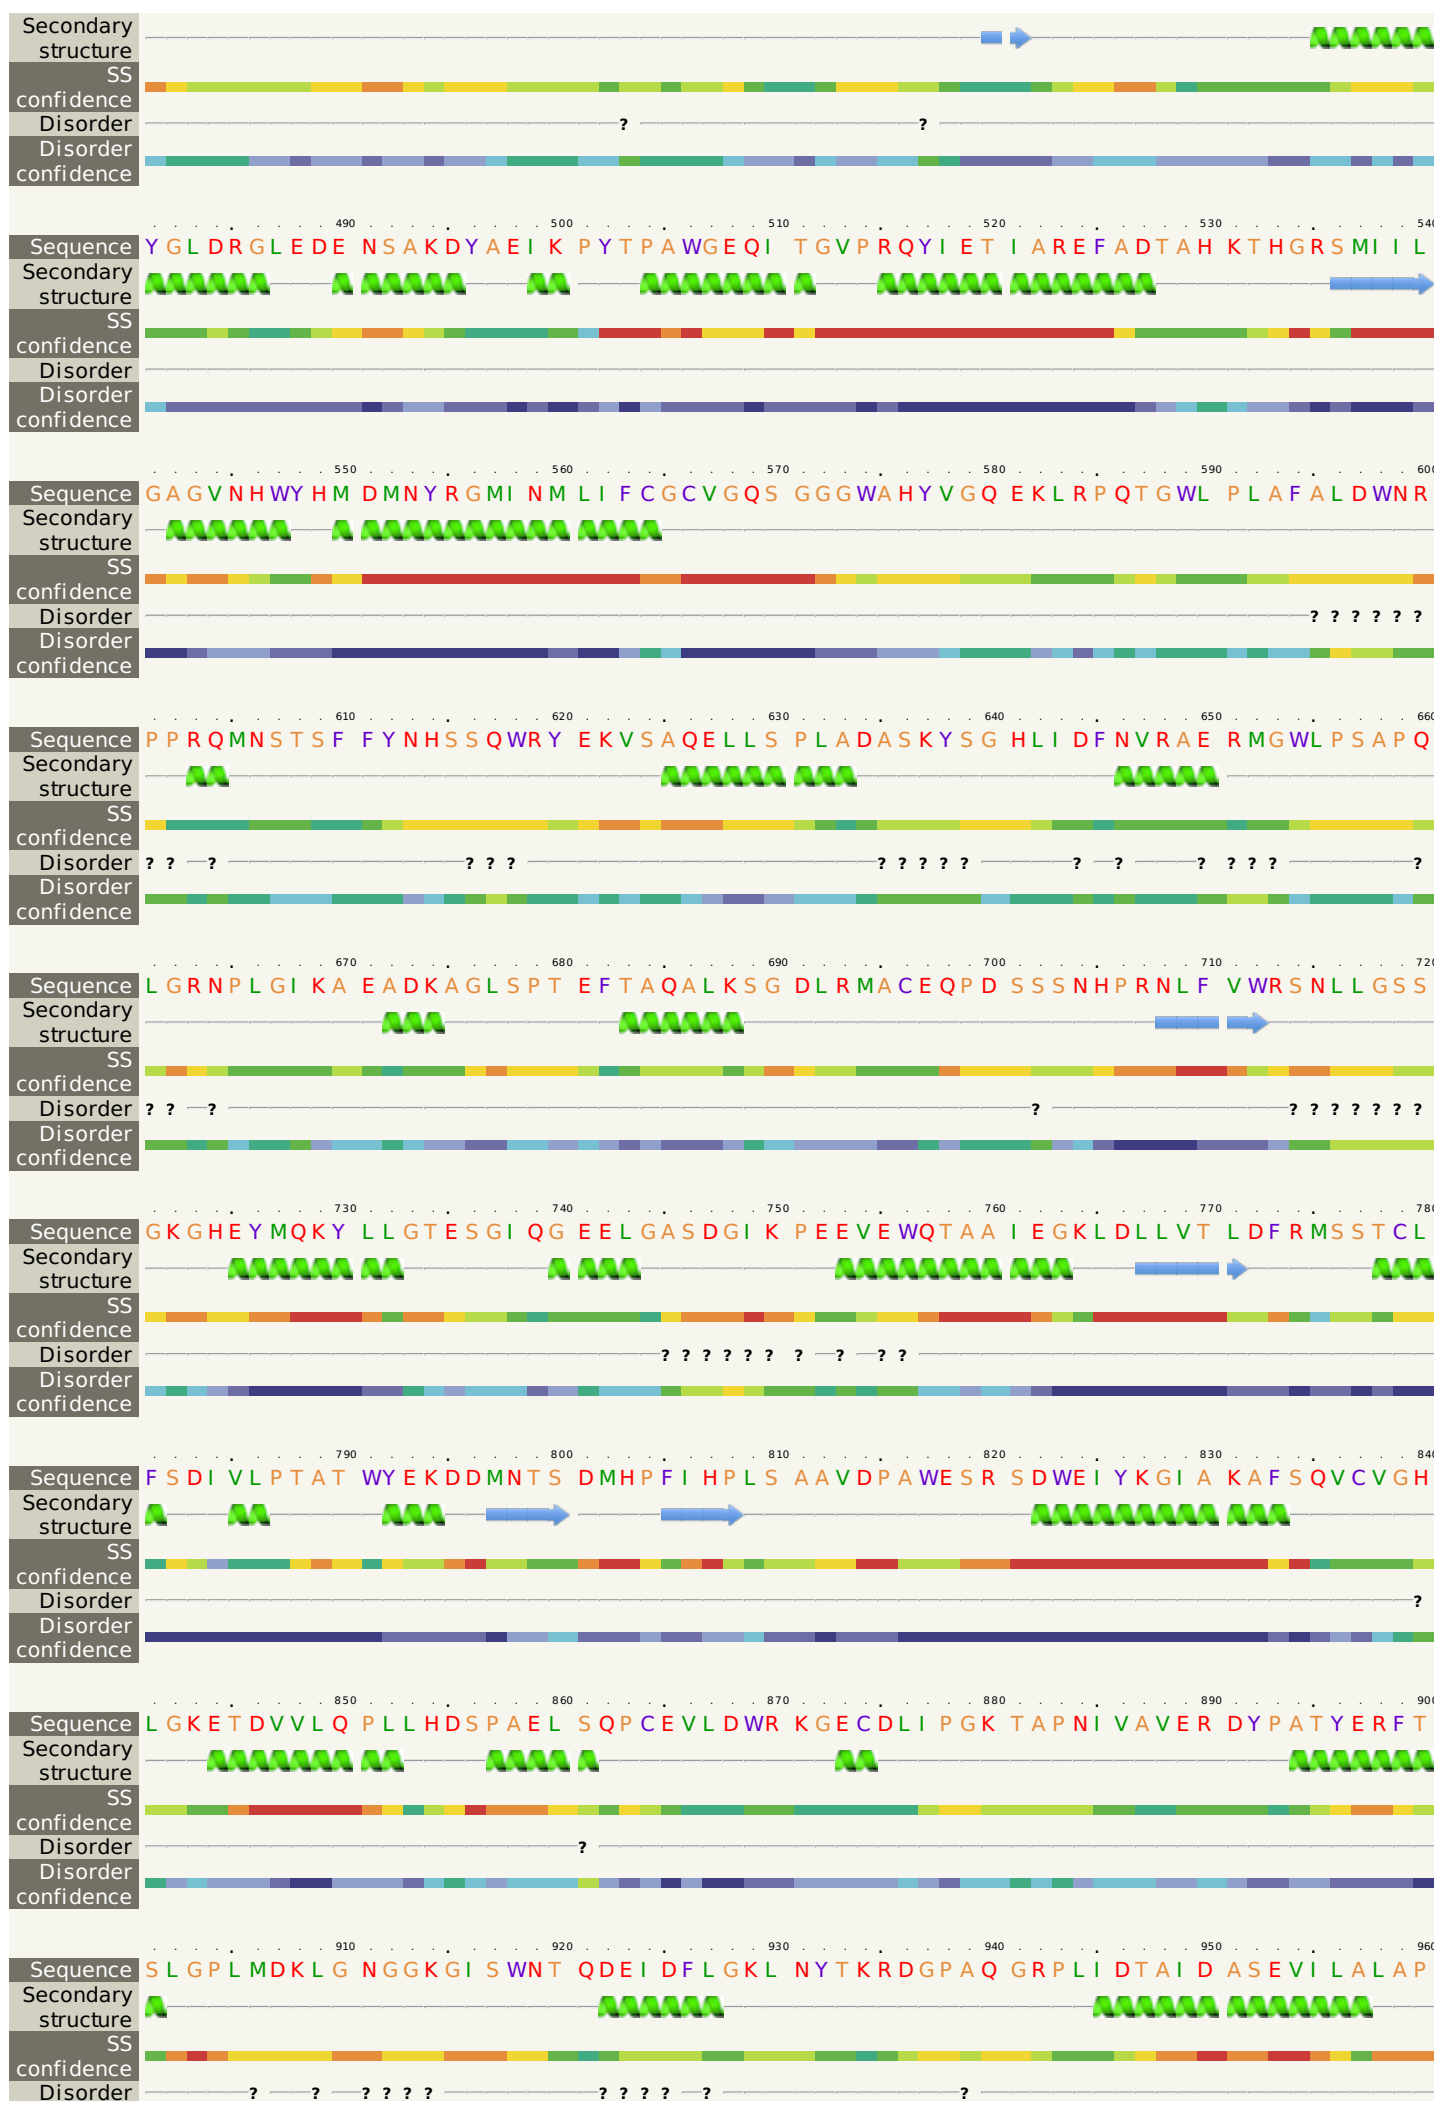 Secondary
structure
SS
confidence
Disorder ? ?
Disorder
confidence
490 500 510 520 530 540
Sequence YGLDRGLEDE NSAKDYAEIK PYTPAWGEQI TGVPRQYIET IAREFADTAH KTHGRSMIIL
Secondary
structure
SS
confidence
Disorder
Disorder
confidence
550 560 570 580 590 600
Sequence GAGVNHWYHM DMNYRGMINM LIFCGCVGQS GGGWAHYVGQ EKLRPQTGWL PLAFALDWNR
Secondary
structure
SS
confidence
Disorder ? ? ? ? ? ?
Disorder
confidence
610 620 630 640 650 660
Sequence PPRQMNSTSF FYNHSSQWRY EKVSAQELLS PLADASKYSG HLIDFNVRAE RMGWLPSAPQ
Secondary
structure
SS
confidence
Disorder ? ? ? ? ? ? ? ? ? ? ? ? ? ? ? ? ? ?
Disorder
confidence
670 680 690 700 710 720
Sequence LGRNPLGIKA EADKAGLSPT EFTAQALKSG DLRMACEQPD SSSNHPRNLF VWRSNLLGSS
Secondary
structure
SS
confidence
Disorder ? ? ? ? ? ? ? ? ? ? ?
Disorder
confidence
730 740 750 760 770 780
Sequence GKGHEYMQKY LLGTESGIQG EELGASDGIK PEEVEWQTAA IEGKLDLLVT LDFRMSSTCL
Secondary
structure
SS
confidence
Disorder ? ? ? ? ? ? ? ? ? ?
Disorder
confidence
790 800 810 820 830 840
Sequence FSDIVLPTAT WYEKDDMNTS DMHPFIHPLS AAVDPAWESR SDWEIYKGIA KAFSQVCVGH
Secondary
structure
SS
confidence
Disorder ?
Disorder
confidence
850 860 870 880 890 900
Sequence LGKETDVVLQ PLLHDSPAEL SQPCEVLDWR KGECDLIPGK TAPNIVAVER DYPATYERFT
Secondary
structure
SS
confidence
Disorder ?
Disorder
confidence
910 920 930 940 950 960
Sequence SLGPLMDKLG NGGKGISWNT QDEIDFLGKL NYTKRDGPAQ GRPLIDTAID ASEVILALAP
Secondary
structure
SS
confidence
Disorder ? ? ? ? ? ? ? ? ? ? ? ?